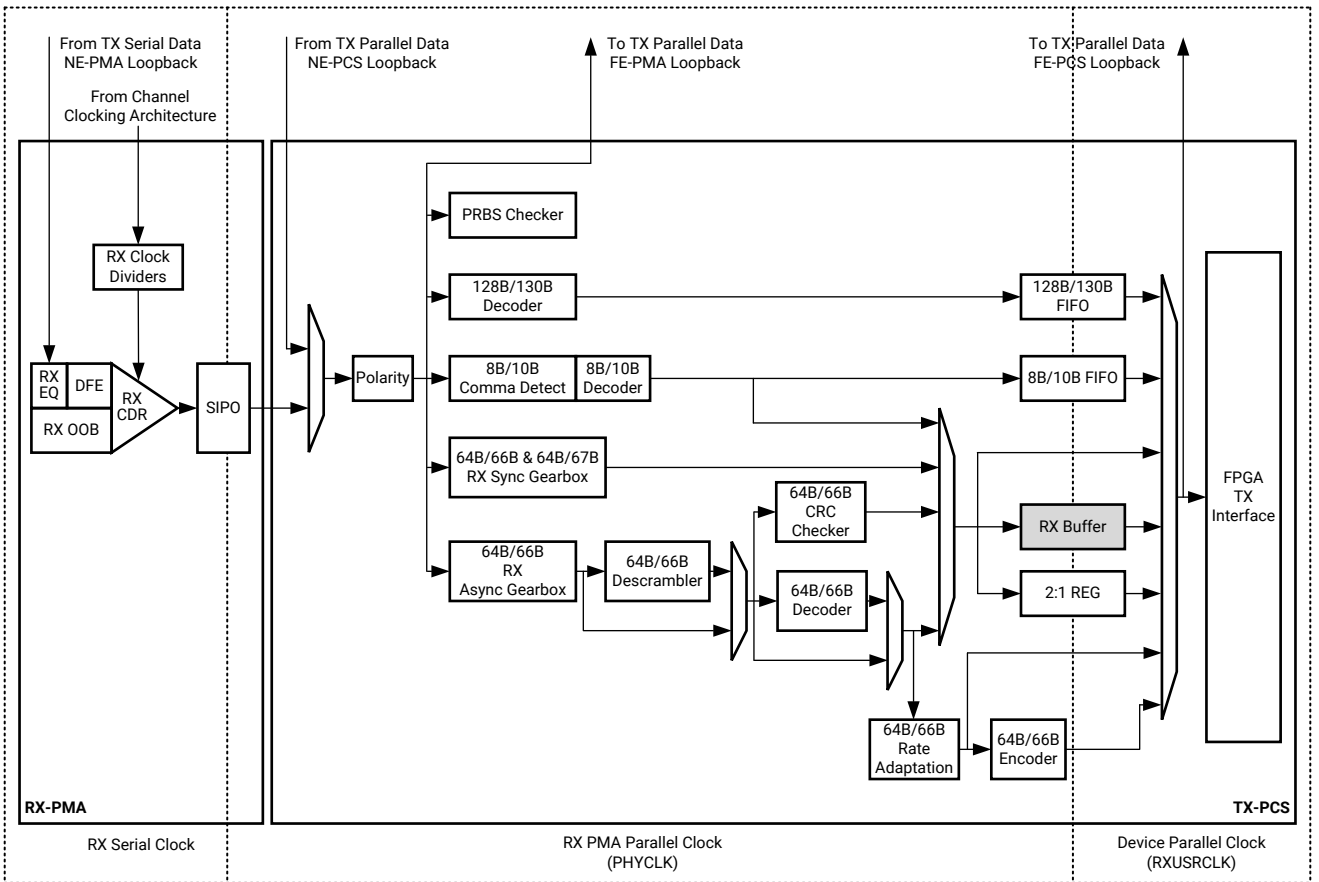 From TX Serial Data
NE-PMA Loopback
From TX Parallel Data
NE-PCS Loopback
To TX Parallel Data
FE-PMA Loopback
To TX Parallel Data
FE-PCS Loopback
From Channel
Clocking Architecture
RX Clock
Dividers
RX
EQ
DFE
RX
CDR
RX OOB
SIPO
Polarity
PRBS Checker
128B/130B
Decoder
128B/130B
FIFO
8B/10B
Comma Detect
8B/10B
Decoder
8B/10B FIFO
64B/66B & 64B/67B
RX Sync Gearbox
64B/66B
CRC
Checker
RX Buffer
FPGA
TX
Interface
64B/66B
RX
Async Gearbox
64B/66B
Descrambler
64B/66B
Decoder
2:1 REG
64B/66B
Rate
Adaptation
64B/66B
Encoder
RX-PMA
TX-PCS
RX Serial Clock
RX PMA Parallel Clock
(PHYCLK)
Device Parallel Clock
(RXUSRCLK)